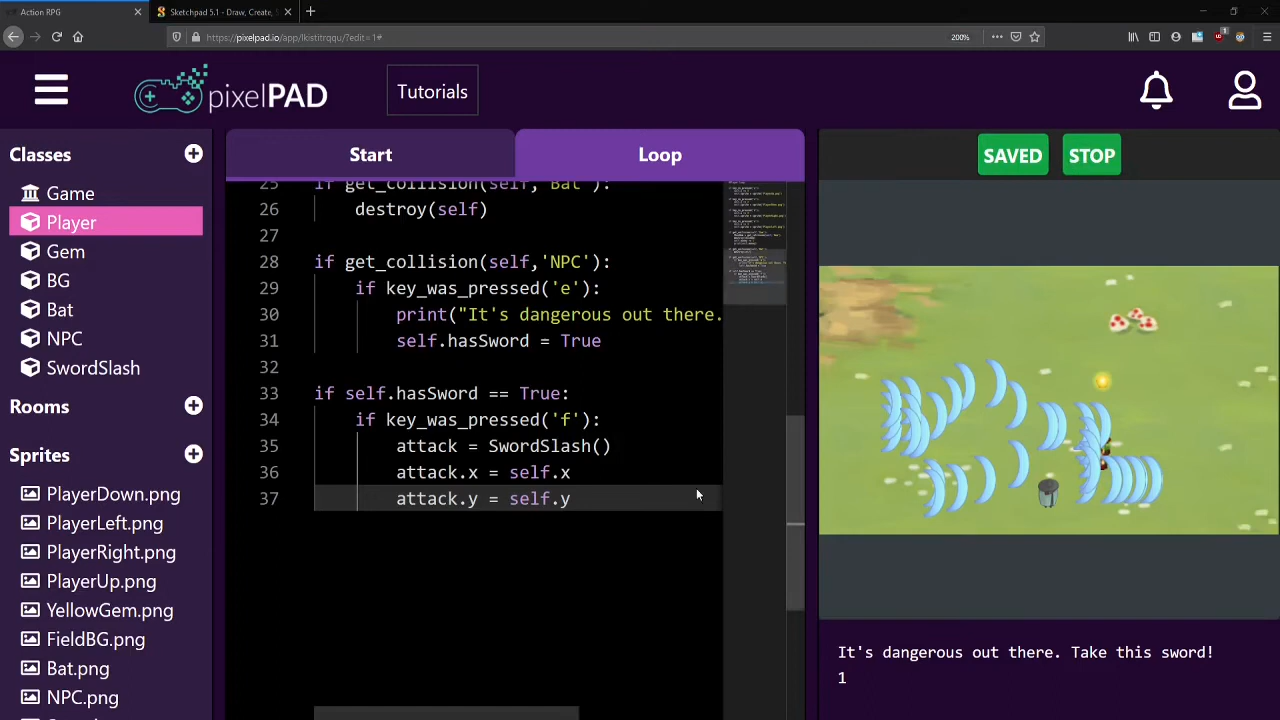 Action RPG
Sketchpad 5.1 - Draw, Create,
https://pixelpad.io/app/lkistitrqqu/?edit=1#
200%
pixelPAD
Tutorials
Classes
Game
Player
Gem
BG
Bat
NPC
SwordSlash
Rooms
Sprites
PlayerDown.png
PlayerLeft.png
PlayerRight.png
PlayerUp.png
YellowGem.png
FieldBG.png
Bat.png
NPC.png
Start
Loop
25 if get_collision(self,'Bat'):
26 destroy(self)
27
28 if get_collision(self,'NPC'):
29 if key_was_pressed('e'):
30 print("It's dangerous out there.
31 self.hasSword = True
32
33 if self.hasSword == True:
34 if key_was_pressed('f'):
35 attack = SwordSlash()
36 attack.x = self.x
37 attack.y = self.y
SAVED
STOP
It's dangerous out there. Take this sword!
1